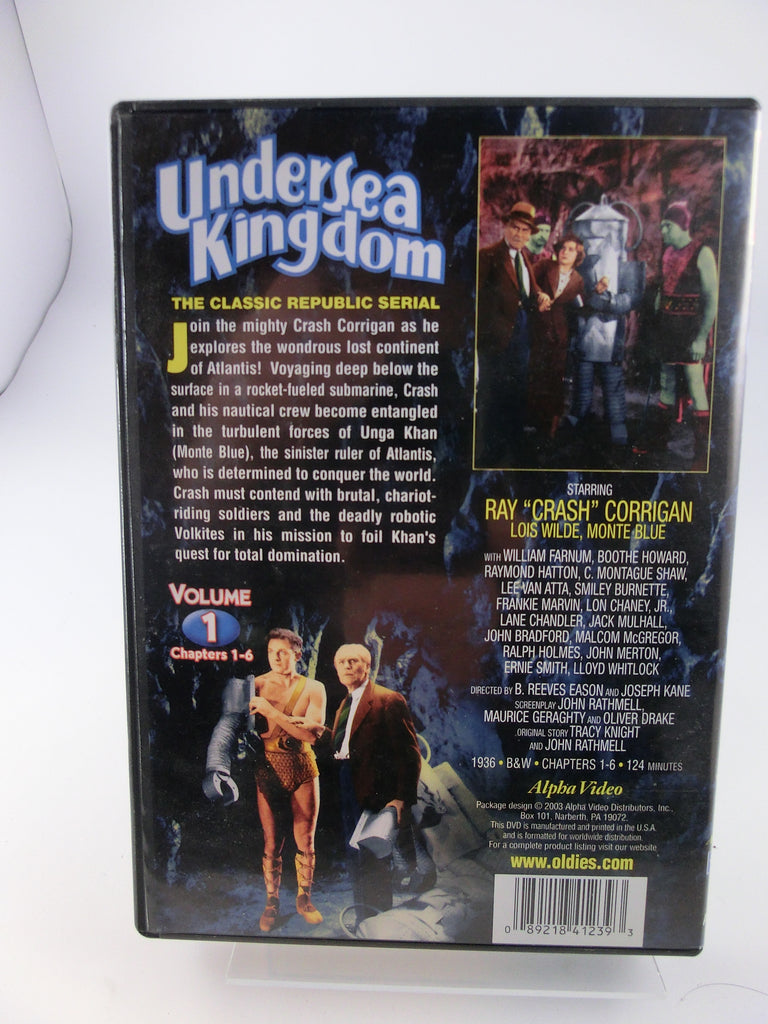 Undersea
Kingdom
THE CLASSIC REPUBLIC SERIAL
Join the mighty Crash Corrigan as he
explores the wondrous lost continent
of Atlantis! Voyaging deep below the
surface in a rocket-fueled submarine, Crash
and his nautical crew become entangled
in the turbulent forces of Unga Khan
(Monte Blue), the sinister ruler of Atlantis,
who is determined to conquer the world.
Crash must contend with brutal, chariot-
riding soldiers and the deadly robotic
Volkites in his mission to foil Khan's
quest for total domination.
VOLUME
1
Chapters 1-6
STARRING
RAY "CRASH" CORRIGAN
LOIS WILDE, MONTE BLUE
WITH WILLIAM FARNUM, BOOTHE HOWARD,
RAYMOND HATTON, C. MONTAGUE SHAW,
LEE VAN ATTA, SMILEY BURNETTE,
FRANKIE MARVIN, LON CHANEY, JR.,
LANE CHANDLER, JACK MULHALL,
JOHN BRADFORD, MALCOM McGREGOR,
RALPH HOLMES, JOHN MERTON,
ERNIE SMITH, LLOYD WHITLOCK
DIRECTED BY B. REEVES EASON AND JOSEPH KANE
SCREENPLAY JOHN RATHMELL,
MAURICE GERAGHTY AND OLIVER DRAKE
ORIGINAL STORY TRACY KNIGHT
AND JOHN RATHMELL
1936 • B&W • CHAPTERS 1-6 • 124 MINUTES
Alpha Video
Package design © 2003 Alpha Video Distributors, Inc.,
Box 101, Narberth, PA 19072.
This DVD is manufactured and printed in the U.S.A.
and is formatted for worldwide distribution.
For a complete product listing visit our website
www.oldies.com
0 89218 41239 3